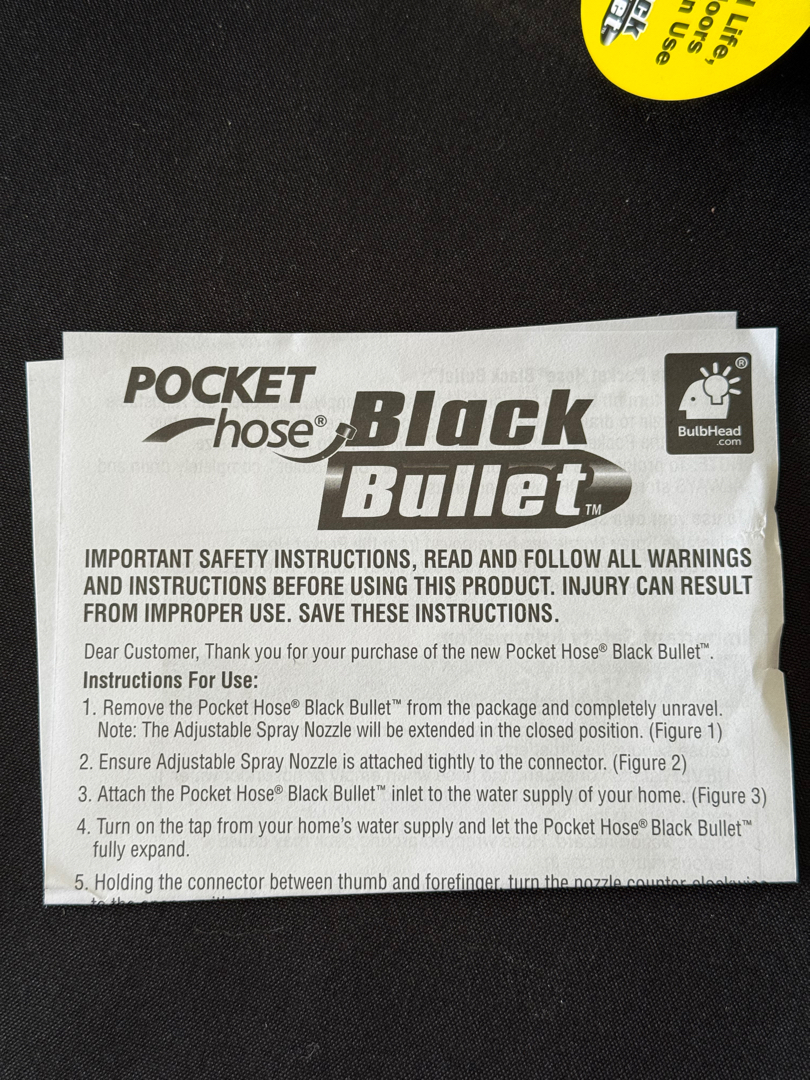 Life,
oors
n Use
ck
POCKET
hose®
Black
Bullet™
®
BulbHead
.com
IMPORTANT SAFETY INSTRUCTIONS, READ AND FOLLOW ALL WARNINGS
AND INSTRUCTIONS BEFORE USING THIS PRODUCT. INJURY CAN RESULT
FROM IMPROPER USE. SAVE THESE INSTRUCTIONS.
Dear Customer, Thank you for your purchase of the new Pocket Hose® Black Bullet™.
Instructions For Use:
1. Remove the Pocket Hose® Black Bullet™ from the package and completely unravel.
Note: The Adjustable Spray Nozzle will be extended in the closed position. (Figure 1)
2. Ensure Adjustable Spray Nozzle is attached tightly to the connector. (Figure 2)
3. Attach the Pocket Hose® Black Bullet™ inlet to the water supply of your home. (Figure 3)
4. Turn on the tap from your home's water supply and let the Pocket Hose® Black Bullet™
fully expand.
5. Holding the connector between thumb and forefinger, turn the nozzle counter clockwise
to the